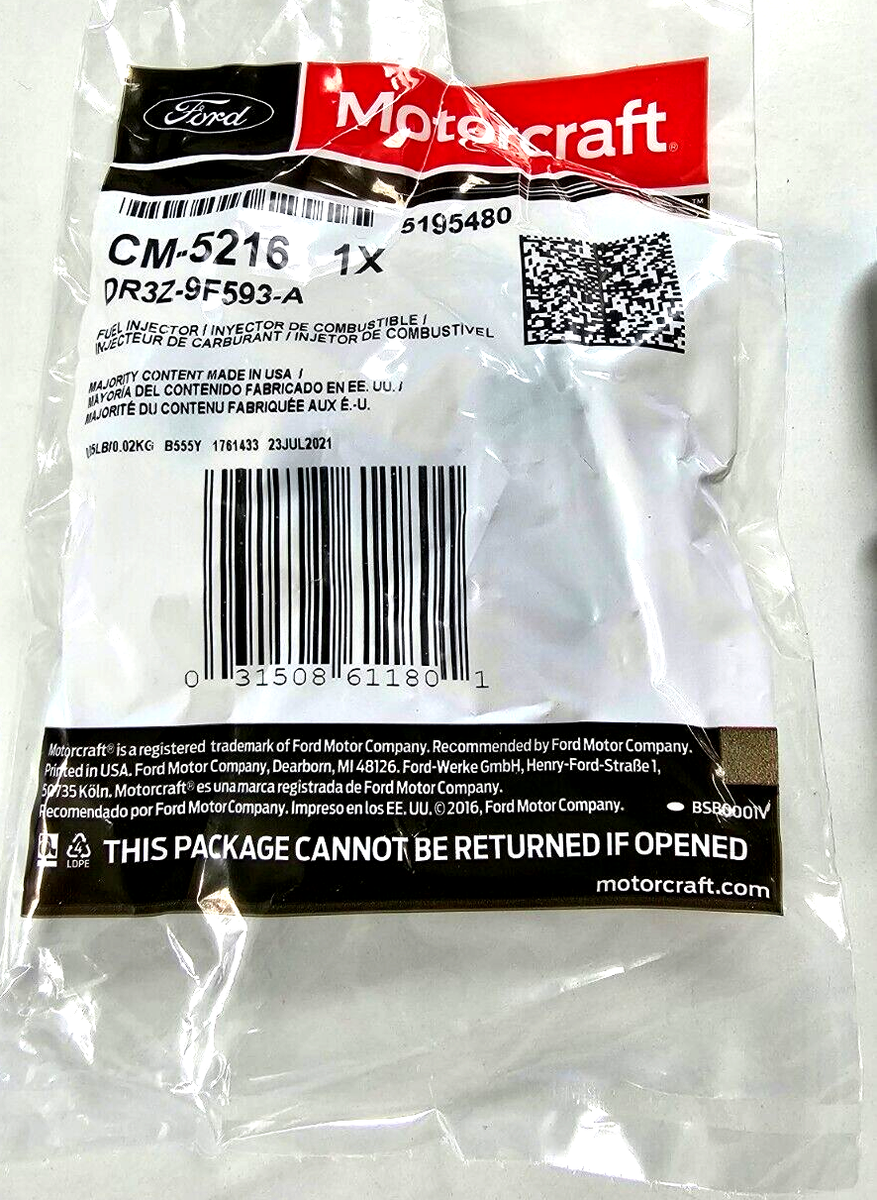 Ford
Motorcraft®
™
5195480
CM-5216 1X
DR3Z-9F593-A
FUEL INJECTOR / INYECTOR DE COMBUSTIBLE /
INJECTEUR DE CARBURANT / INJETOR DE COMBUSTÍVEL
MAJORITY CONTENT MADE IN USA /
MAYORÍA DEL CONTENIDO FABRICADO EN EE. UU. /
MAJORITÉ DU CONTENU FABRIQUÉE AUX É.-U.
5LB/0.02KG B555Y 1761433 23JUL2021
0 31508 61180 1
Motorcraft® is a registered trademark of Ford Motor Company. Recommended by Ford Motor Company.
Printed in USA. Ford Motor Company, Dearborn, MI 48126. Ford-Werke GmbH, Henry-Ford-Straße 1,
50735 Köln. Motorcraft® es una marca registrada de Ford Motor Company.
Recomendado por Ford Motor Company. Impreso en los EE. UU. © 2016, Ford Motor Company.
4
LDPE
THIS PACKAGE CANNOT BE RETURNED IF OPENED
motorcraft.com